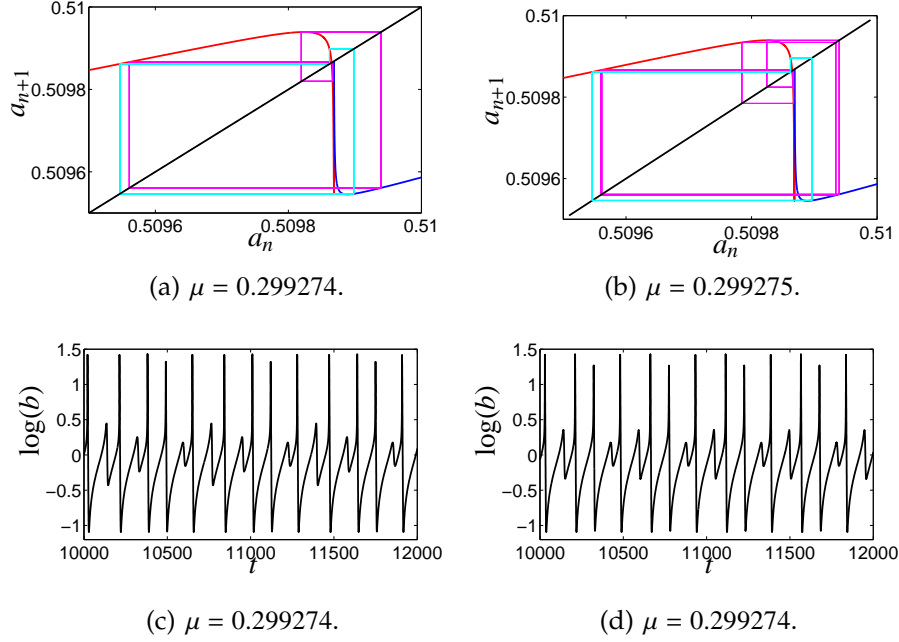 0.51
0.5098
0.5096
a_{n+1}
0.5096 0.5098 0.51
a_n
(a) μ = 0.299274.
0.51
0.5098
0.5096
a_{n+1}
0.5096 0.5098 0.51
a_n
(b) μ = 0.299275.
1.5
1
0.5
0
−0.5
−1
log(b)
10000 10500 11000 11500 12000
t
(c) μ = 0.299274.
1.5
1
0.5
0
−0.5
−1
log(b)
10000 10500 11000 11500 12000
t
(d) μ = 0.299274.